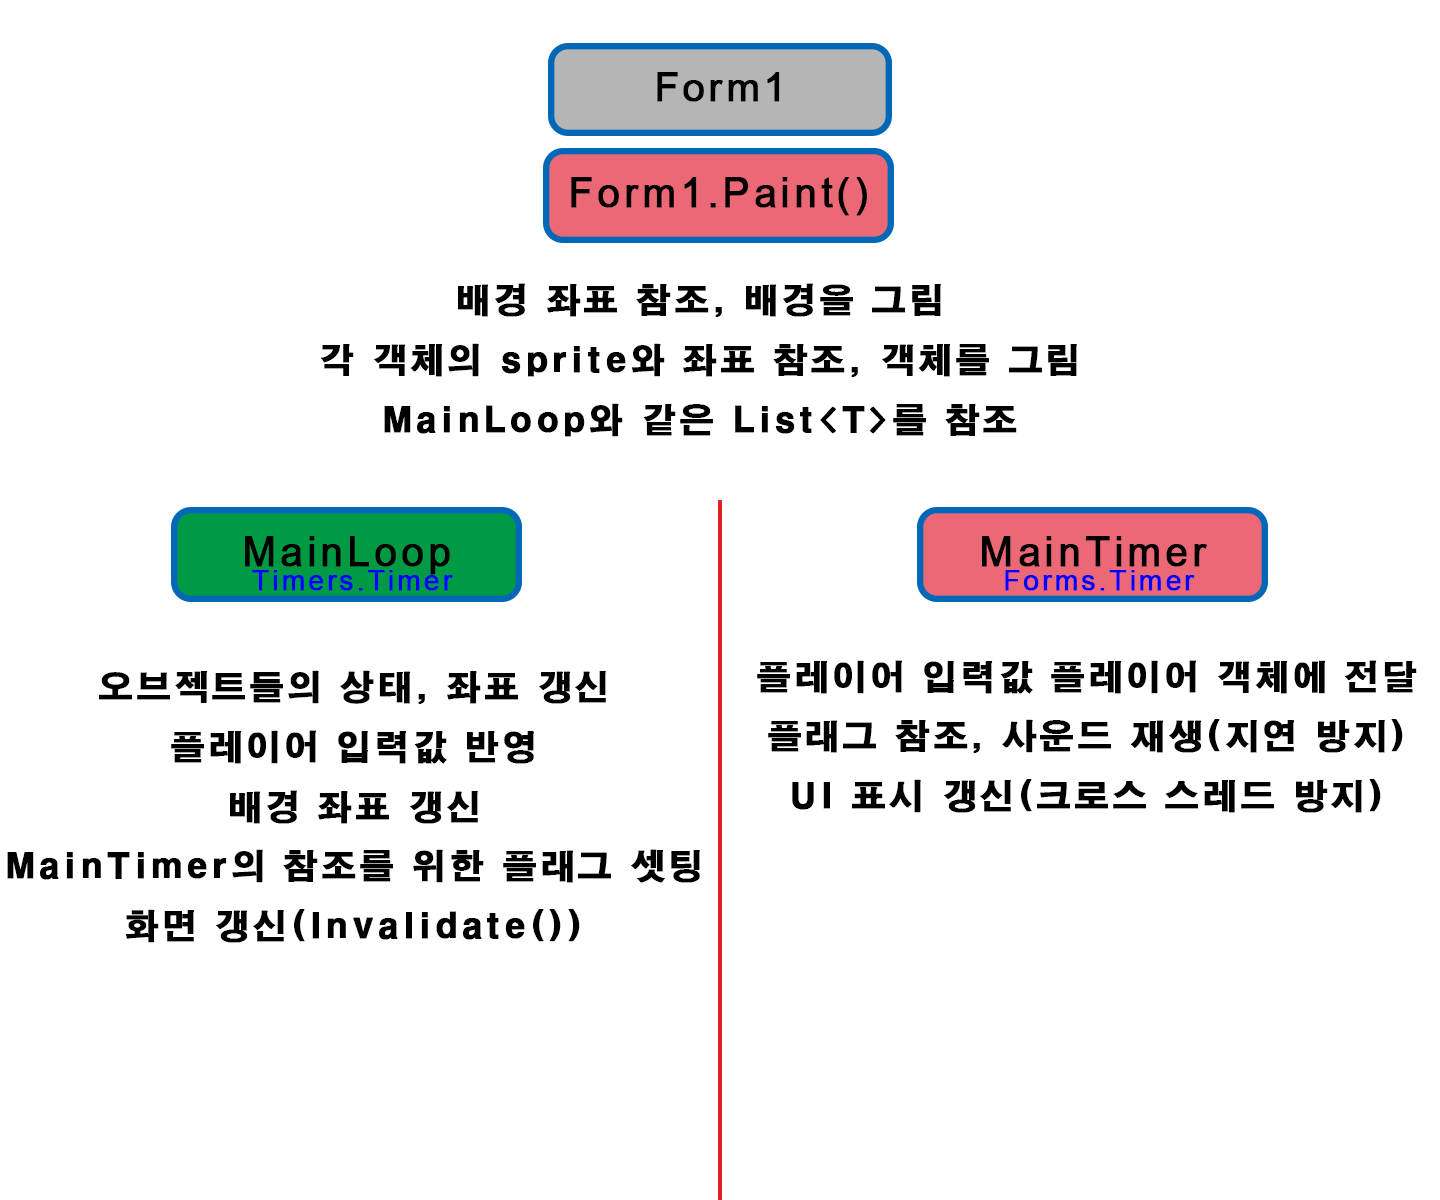 Form1
Form1.Paint()
배경 좌표 참조, 배경을 그림
각 객체의 sprite와 좌표 참조, 객체를 그림
MainLoop와 같은 List<T>를 참조
MainLoop
Timers.Timer
오브젝트들의 상태, 좌표 갱신
플레이어 입력값 반영
배경 좌표 갱신
MainTimer의 참조를 위한 플래그 셋팅
화면 갱신(Invalidate())
MainTimer
Forms.Timer
플레이어 입력값 플레이어 객체에 전달
플래그 참조, 사운드 재생(지연 방지)
UI 표시 갱신(크로스 스레드 방지)